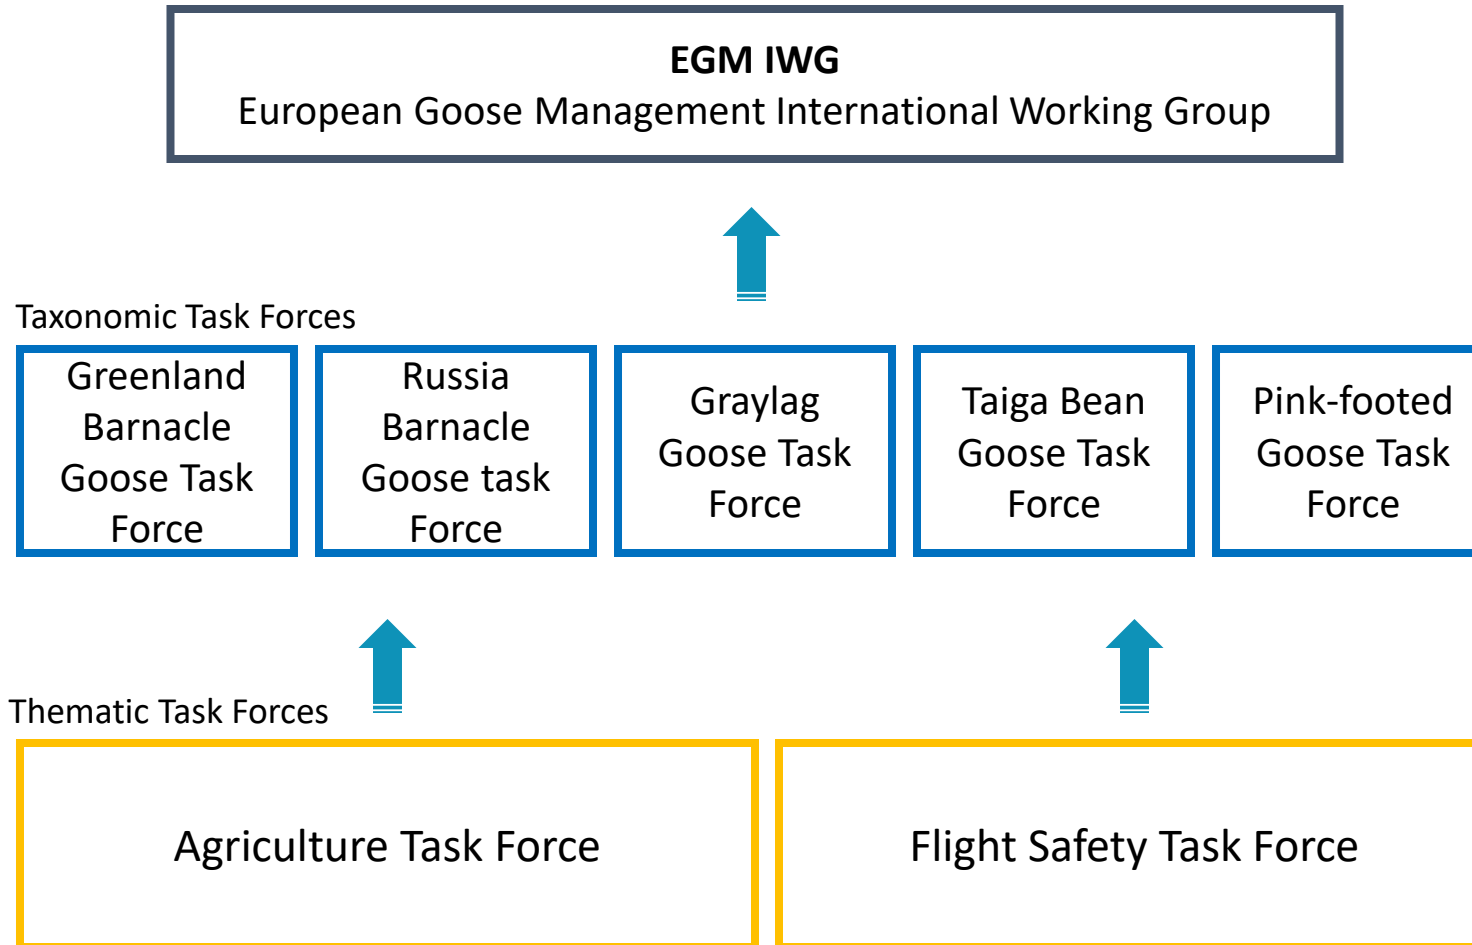 EGM IWG
European Goose Management International Working Group
Taxonomic Task Forces
Greenland
Barnacle
Goose Task
Force
Russia
Barnacle
Goose task
Force
Graylag
Goose Task
Force
Taiga Bean
Goose Task
Force
Pink-footed
Goose Task
Force
Thematic Task Forces
Agriculture Task Force
Flight Safety Task Force